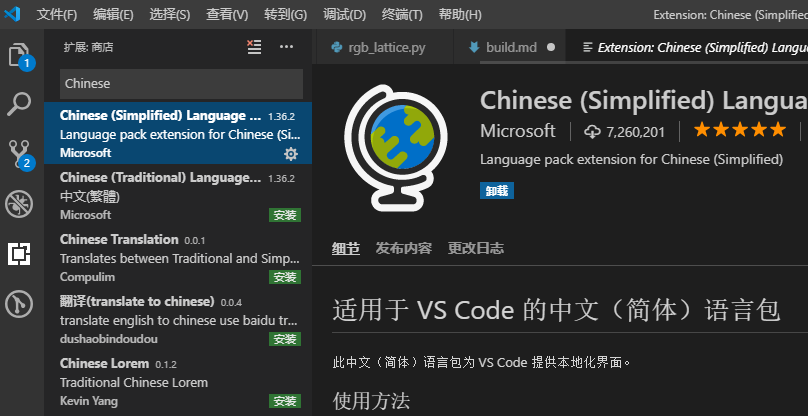 文件(F) 编辑(E) 选择(S) 查看(V) 转到(G) 调试(D) 终端(T) 帮助(H) Extension: Chinese (Simplified
扩展: 商店
rgb_lattice.py build.md Extension: Chinese (Simplified) Langua
1
Chinese
2
Chinese (Simplified) Language ... 1.36.2
Language pack extension for Chinese (Si...
Microsoft
Chinese (Traditional) Language... 1.36.2
中文(繁體)
Microsoft 安装
Chinese Translation 0.0.1
Translates between Traditional and Simp...
Compulim 安装
翻译(translate to chinese) 0.0.4
translate english to chinese use baidu tr...
dushaobindoudou 安装
Chinese Lorem 0.1.2
Traditional Chinese Lorem
Kevin Yang 安装
Chinese (Simplified) Langua
Microsoft 7,260,201
Language pack extension for Chinese (Simplified)
卸载
细节 发布内容 更改日志
适用于 VS Code 的中文（简体）语言包
此中文（简体）语言包为 VS Code 提供本地化界面。
使用方法